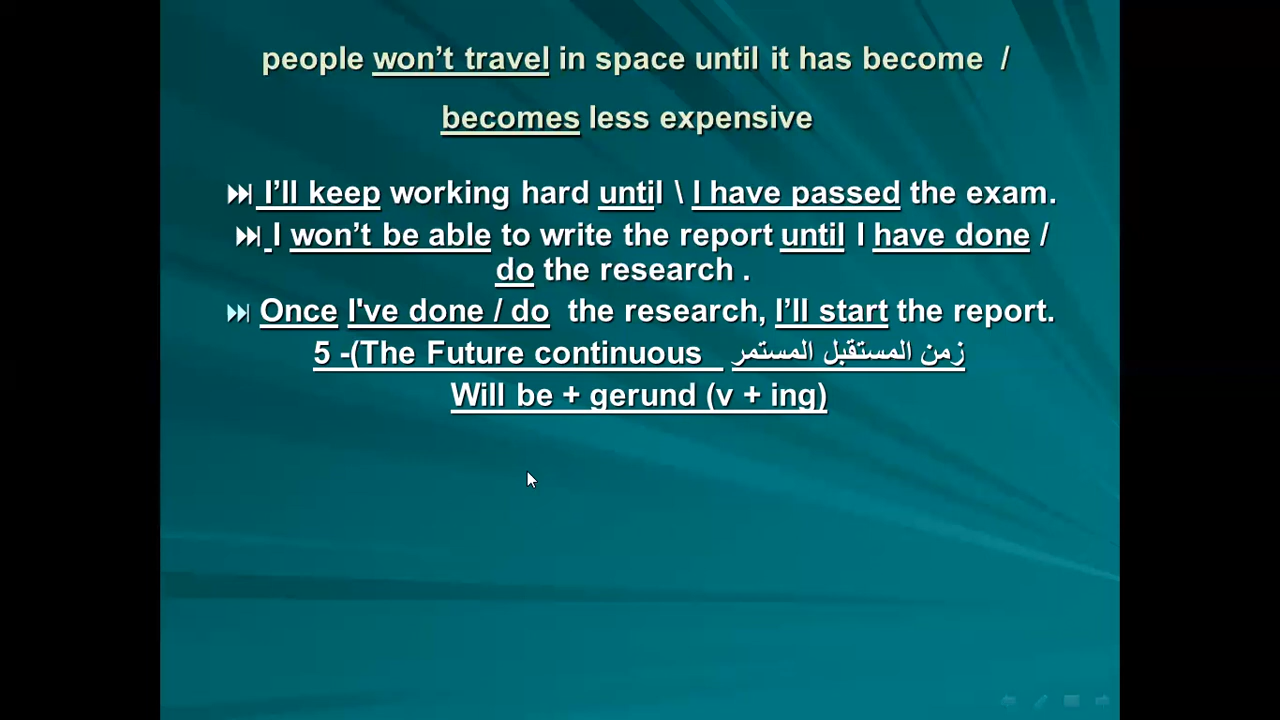 people won’t travel in space until it has become /
becomes less expensive
⏭ I’ll keep working hard until \ I have passed the exam.
⏭ I won’t be able to write the report until I have done /
do the research .
⏭ Once I've done / do the research, I’ll start the report.
5 -(The Future continuous زمن المستقبل المستمر
Will be + gerund (v + ing)